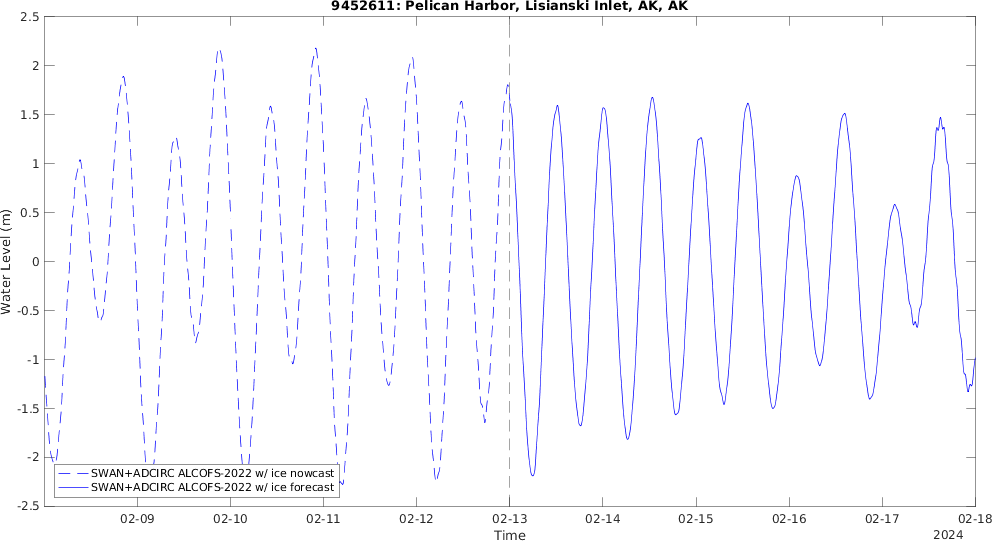 9452611: Pelican Harbor, Lisianski Inlet, AK, AK
2.5
2
1.5
1
0.5
0
-0.5
-1
-1.5
-2
-2.5
Water Level (m)
SWAN+ADCIRC ALCOFS-2022 w/ ice nowcast
SWAN+ADCIRC ALCOFS-2022 w/ ice forecast
02-09 02-10 02-11 02-12 02-13 02-14 02-15 02-16 02-17 02-18
Time
2024